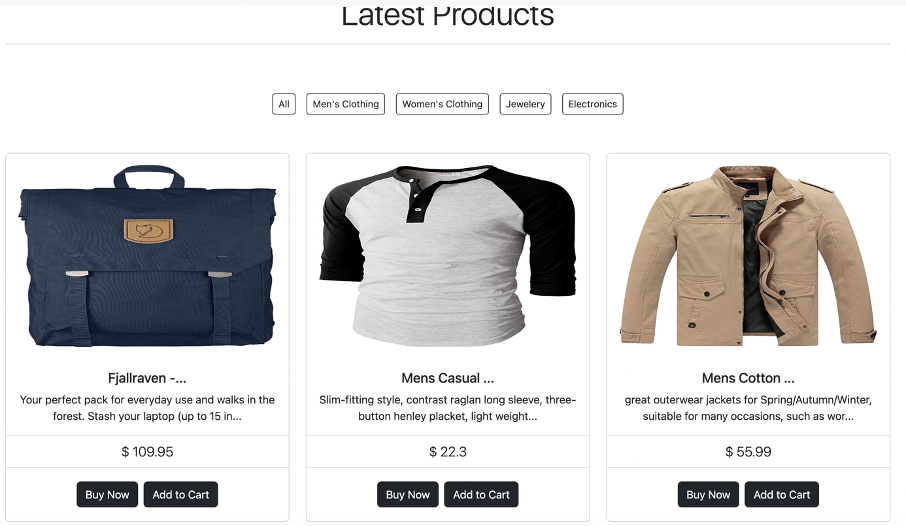 Latest Products
All
Men's Clothing
Women's Clothing
Jewelery
Electronics
Fjallraven -...
Your perfect pack for everyday use and walks in the
forest. Stash your laptop (up to 15 in...
$ 109.95
Buy Now
Add to Cart
Mens Casual ...
Slim-fitting style, contrast raglan long sleeve, three-
button henley placket, light weight...
$ 22.3
Buy Now
Add to Cart
Mens Cotton ...
great outerwear jackets for Spring/Autumn/Winter,
suitable for many occasions, such as wor...
$ 55.99
Buy Now
Add to Cart